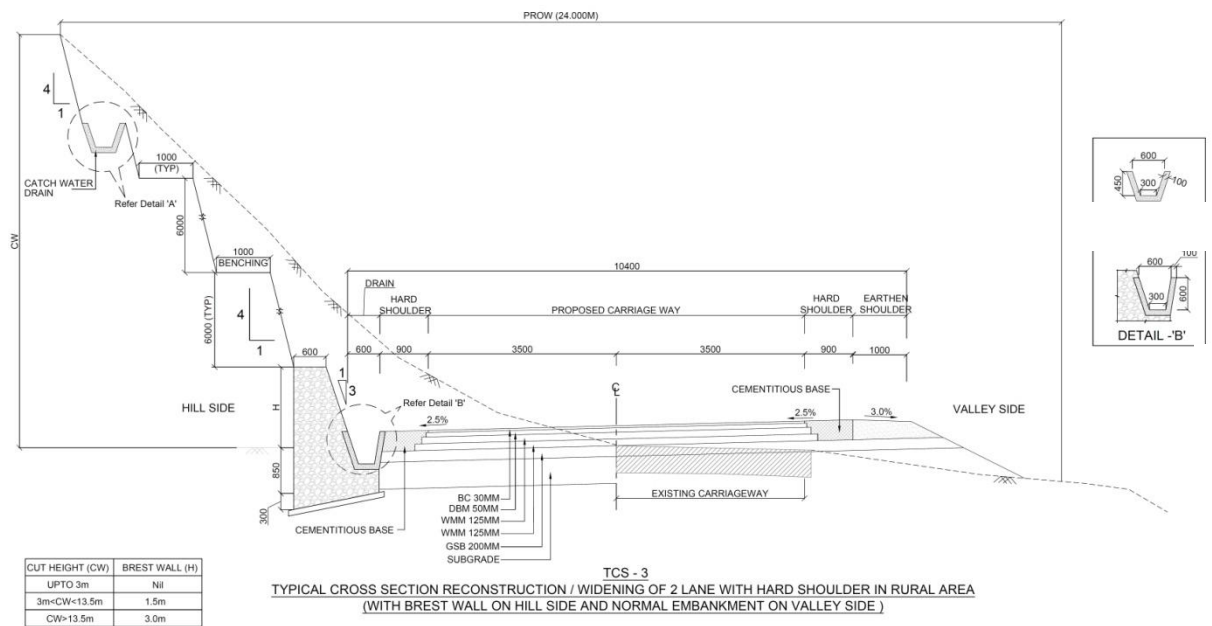 PROW (24.000M)
4
1
CW
CATCH WATER
DRAIN
1000
(TYP)
Refer Detail 'A'
6000
1000
BENCHING
6000 (TYP)
4
1
600
HILL SIDE
H
850
300
1
3
Refer Detail 'B'
10400
DRAIN
HARD
SHOULDER
PROPOSED CARRIAGE WAY
HARD
SHOULDER
EARTHEN
SHOULDER
600
900
3500
3500
900
1000
CL
CEMENTITIOUS BASE
2.5%
2.5%
3.0%
VALLEY SIDE
EXISTING CARRIAGEWAY
CEMENTITIOUS BASE
BC 30MM
DBM 50MM
WMM 125MM
WMM 125MM
GSB 200MM
SUBGRADE
600
450
300
100
600
100
300
600
DETAIL -'B'
CUT HEIGHT (CW) BREST WALL (H)
UPTO 3m Nil
3m<CW<13.5m 1.5m
CW>13.5m 3.0m
TCS - 3
TYPICAL CROSS SECTION RECONSTRUCTION / WIDENING OF 2 LANE WITH HARD SHOULDER IN RURAL AREA
(WITH BREST WALL ON HILL SIDE AND NORMAL EMBANKMENT ON VALLEY SIDE )